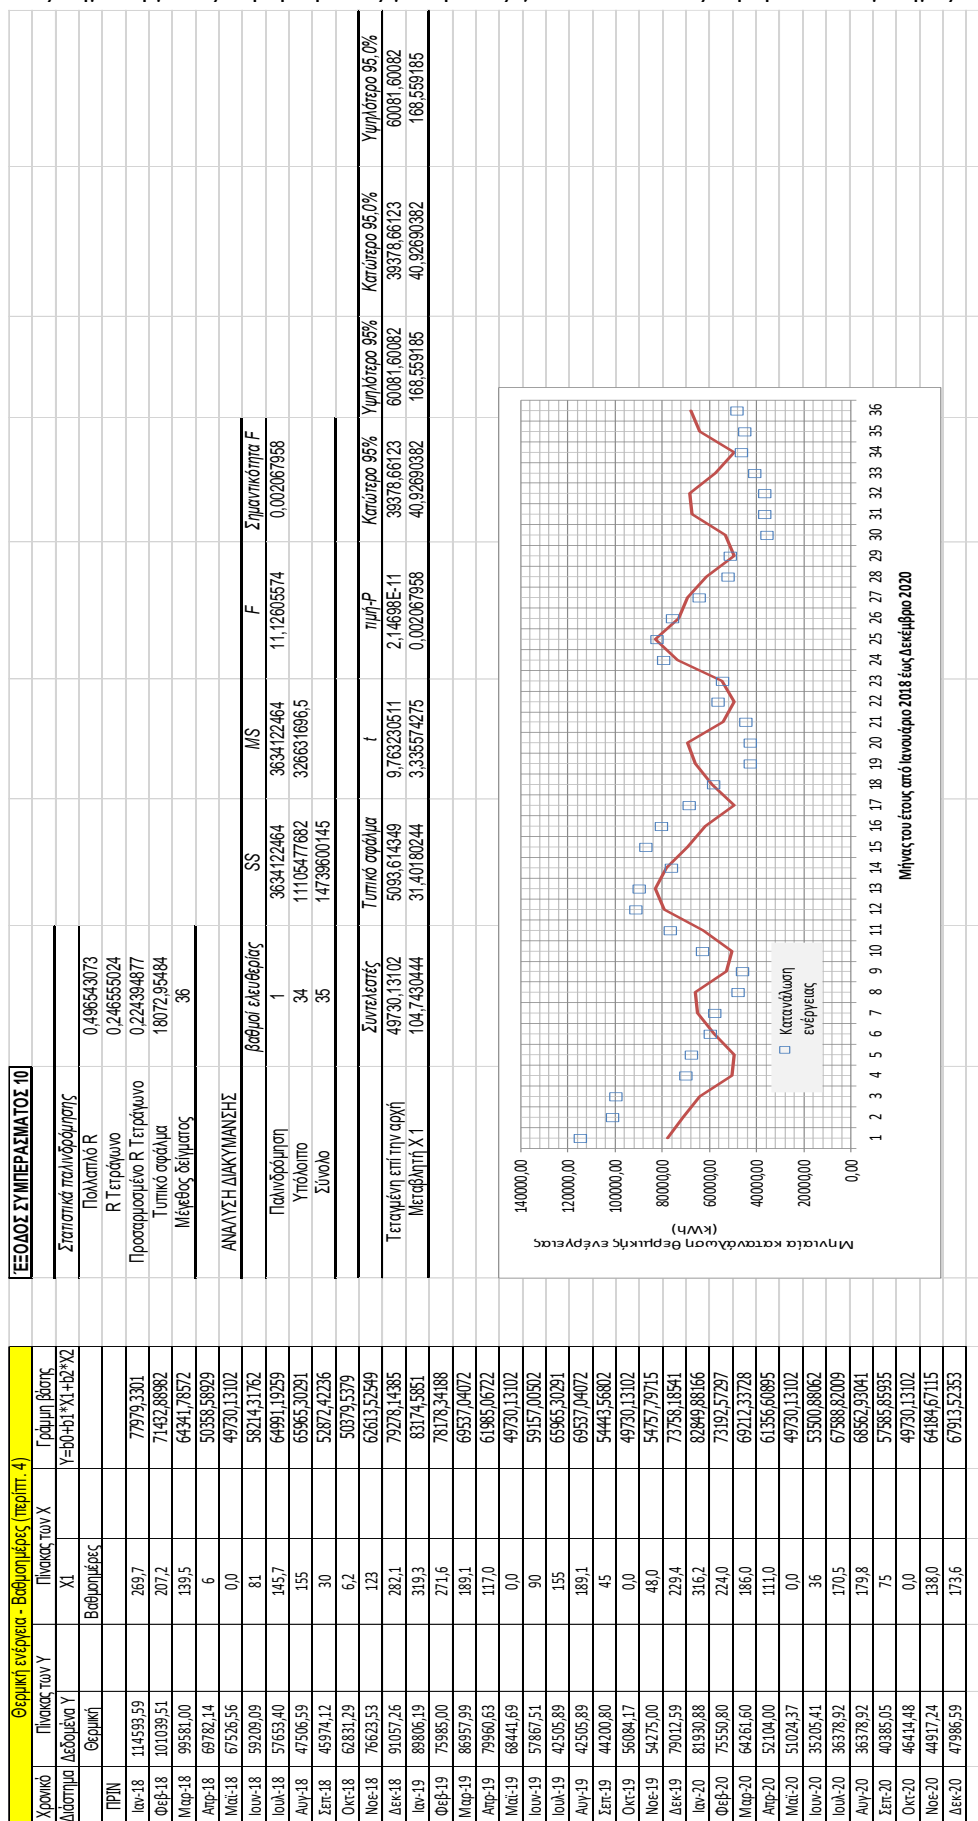 Θερμική ενέργεια - Βαθμοημέρες (περίπτ. 4)
Χρονικό Διάστημα Πίνακας των Υ Πίνακας των Χ Γραμμή βάσης
Δεδομένα Υ Χ1 Y=b0+b1*X1+b2*X2
Θερμική Βαθμοημέρες
ΠΡΙΝ
Ιαν-18 114593,59 269,7 77979,3301
Φεβ-18 101039,51 207,2 71432,88982
Μαρ-18 99581,00 139,5 64341,78572
Απρ-18 69782,14 6 50358,58929
Μαϊ-18 67526,56 0,0 49730,13102
Ιουν-18 59209,09 81 58214,31762
Ιουλ-18 57653,40 145,7 64991,19259
Αυγ-18 47506,59 155 65965,30291
Σεπ-18 45974,12 30 52872,42236
Οκτ-18 62831,29 6,2 50379,5379
Νοε-18 76623,53 123 62613,52549
Δεκ-18 91057,26 282,1 79278,14385
Ιαν-19 89806,19 319,3 83174,5851
Φεβ-19 75985,00 271,6 78178,34188
Μαρ-19 86957,99 189,1 69537,04072
Απρ-19 79960,63 117,0 61985,06722
Μαϊ-19 68441,69 0,0 49730,13102
Ιουν-19 57867,51 90 59157,00502
Ιουλ-19 42505,89 155 65965,30291
Αυγ-19 42505,89 189,1 69537,04072
Σεπ-19 44200,80 45 54443,56802
Οκτ-19 56084,17 0,0 49730,13102
Νοε-19 54275,00 48,0 54757,79715
Δεκ-19 79012,59 229,4 73758,18541
Ιαν-20 81930,88 316,2 82849,88166
Φεβ-20 75550,80 224,0 73192,57297
Μαρ-20 64261,60 186,0 69212,33728
Απρ-20 52104,00 111,0 61356,60895
Μαϊ-20 51024,37 0,0 49730,13102
Ιουν-20 35205,41 36 53500,88062
Ιουλ-20 36378,92 170,5 67588,82009
Αυγ-20 36378,92 179,8 68562,93041
Σεπ-20 40385,05 75 57585,85935
Οκτ-20 46414,48 0,0 49730,13102
Νοε-20 44917,24 138,0 64184,67115
Δεκ-20 47986,59 173,6 67913,52353
ΈΞΟΔΟΣ ΣΥΜΠΕΡΑΣΜΑΤΟΣ 10
Στατιστικά παλινδρόμησης
Πολλαπλό R 0,496543073
R Τετράγωνο 0,246555024
Προσαρμοσμένο R Τετράγωνο 0,224394877
Τυπικό σφάλμα 18072,95484
Μέγεθος δείγματος 36
ΑΝΑΛΥΣΗ ΔΙΑΚΥΜΑΝΣΗΣ
βαθμοί ελευθερίας SS MS F Σημαντικότητα F
Παλινδρόμηση 1 3634122464 3634122464 11,12605574 0,002067958
Υπόλοιπο 34 11105477682 326631696,5
Σύνολο 35 14739600145
Συντελεστές Τυπικό σφάλμα t τιμή-P Κατώτερο 95% Υψηλότερο 95% Κατώτερο 95,0% Υψηλότερο 95,0%
Τεταγμένη επί την αρχή 49730,13102 5093,614349 9,763230511 2,14698E-11 39378,66123 60081,60082 39378,66123 60081,60082
Μεταβλητή Χ 1 104,7430444 31,40180244 3,335574275 0,002067958 40,92690382 168,559185 40,92690382 168,559185
Μηνιαία κατανάλωση θερμικής ενέργειας
(kWh)
140000,00
120000,00
100000,00
80000,00
60000,00
40000,00
20000,00
0,00
1 2 3 4 5 6 7 8 9 10 11 12 13 14 15 16 17 18 19 20 21 22 23 24 25 26 27 28 29 30 31 32 33 34 35 36
Κατανάλωση
ενέργειας
Μήνας του έτους από Ιανουάριο 2018 έως Δεκέμβριο 2020